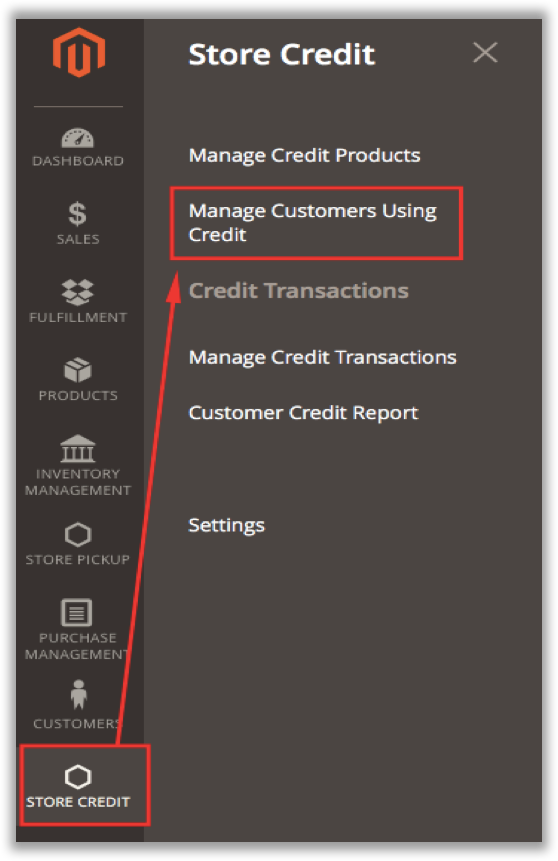 Store Credit
DASHBOARD
SALES
FULFILLMENT
PRODUCTS
INVENTORY
MANAGEMENT
STORE PICKUP
PURCHASE
MANAGEMENT
CUSTOMERS
STORE CREDIT
Manage Credit Products
Manage Customers Using
Credit
Credit Transactions
Manage Credit Transactions
Customer Credit Report
Settings